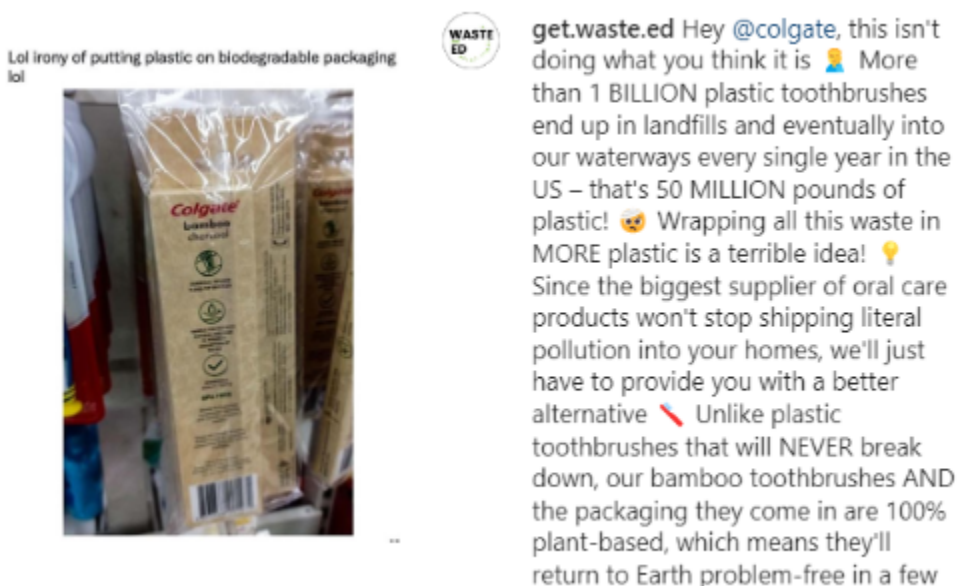 Lol irony of putting plastic on biodegradable packaging
lol
Colgate
bamboo
charcoal
WASTE
ED
get.waste.ed Hey @colgate, this isn't
doing what you think it is 🤦‍♂️ More
than 1 BILLION plastic toothbrushes
end up in landfills and eventually into
our waterways every single year in the
US – that's 50 MILLION pounds of
plastic! 🤕 Wrapping all this waste in
MORE plastic is a terrible idea! 💡
Since the biggest supplier of oral care
products won't stop shipping literal
pollution into your homes, we'll just
have to provide you with a better
alternative 🪥 Unlike plastic
toothbrushes that will NEVER break
down, our bamboo toothbrushes AND
the packaging they come in are 100%
plant-based, which means they'll
return to Earth problem-free in a few